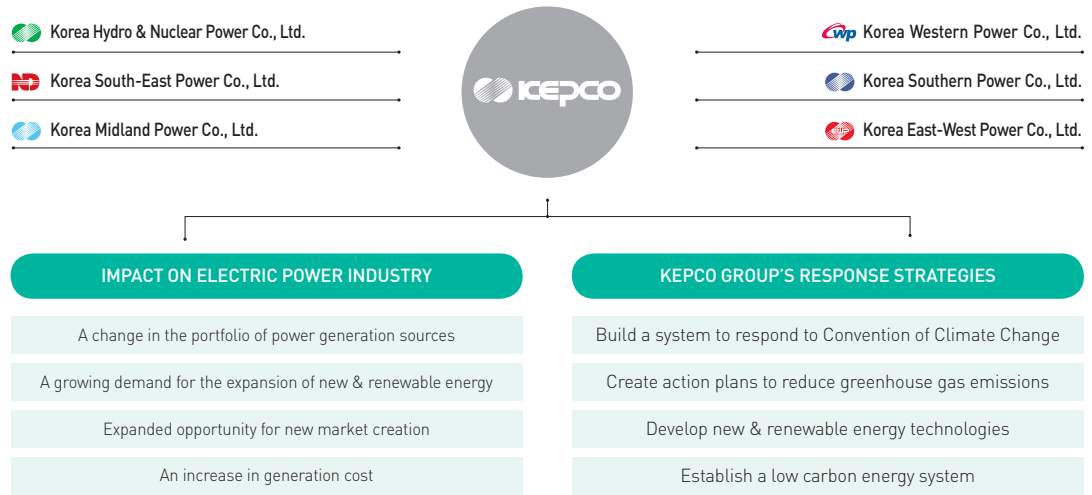 Korea Hydro & Nuclear Power Co., Ltd.
Korea South-East Power Co., Ltd.
Korea Midland Power Co., Ltd.
KEPCO
Cwp Korea Western Power Co., Ltd.
Korea Southern Power Co., Ltd.
Korea East-West Power Co., Ltd.
IMPACT ON ELECTRIC POWER INDUSTRY
A change in the portfolio of power generation sources
A growing demand for the expansion of new & renewable energy
Expanded opportunity for new market creation
An increase in generation cost
KEPCO GROUP'S RESPONSE STRATEGIES
Build a system to respond to Convention of Climate Change
Create action plans to reduce greenhouse gas emissions
Develop new & renewable energy technologies
Establish a low carbon energy system